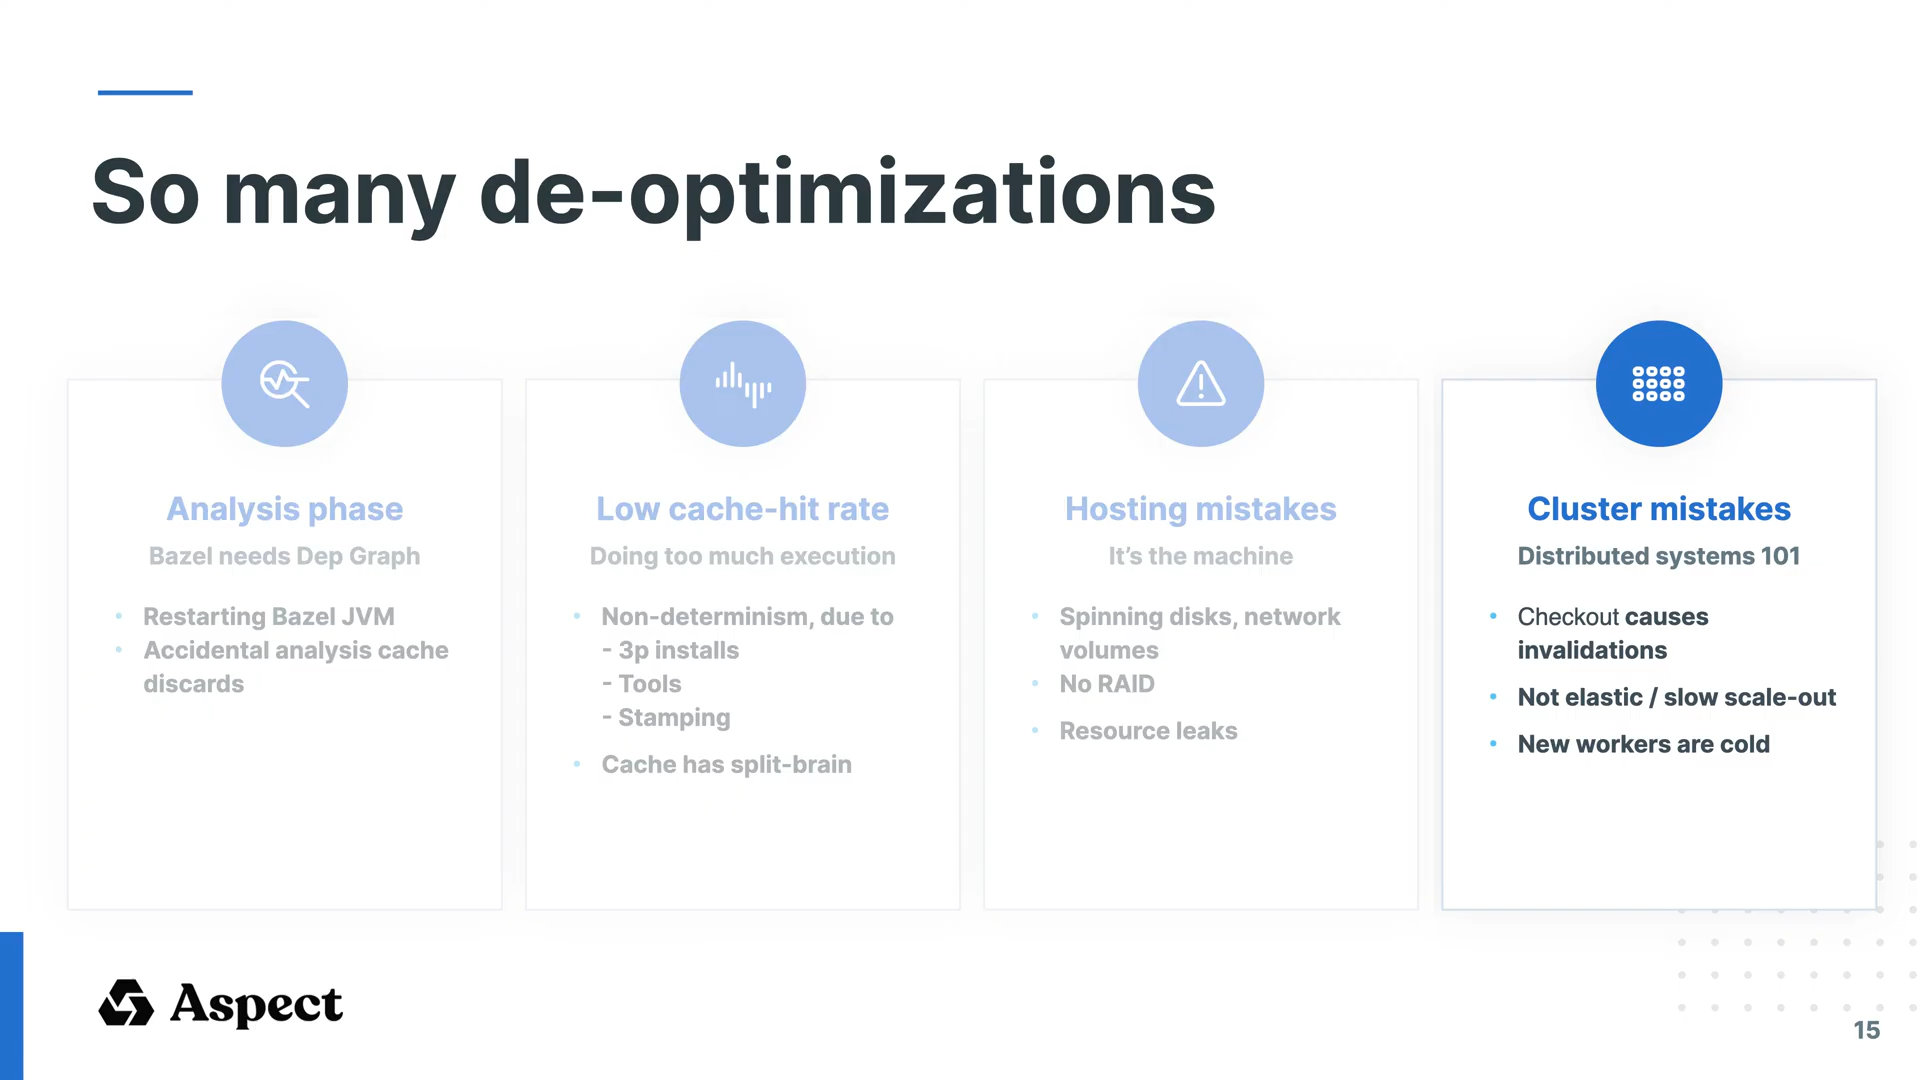 So many de-optimizations
Analysis phase
Bazel needs Dep Graph
• Restarting Bazel JVM
• Accidental analysis cache
discards
Low cache-hit rate
Doing too much execution
• Non-determinism, due to
- 3p installs
- Tools
- Stamping
• Cache has split-brain
Hosting mistakes
It’s the machine
• Spinning disks, network
volumes
• No RAID
• Resource leaks
Cluster mistakes
Distributed systems 101
• Checkout causes
invalidations
• Not elastic / slow scale-out
• New workers are cold
Aspect
15